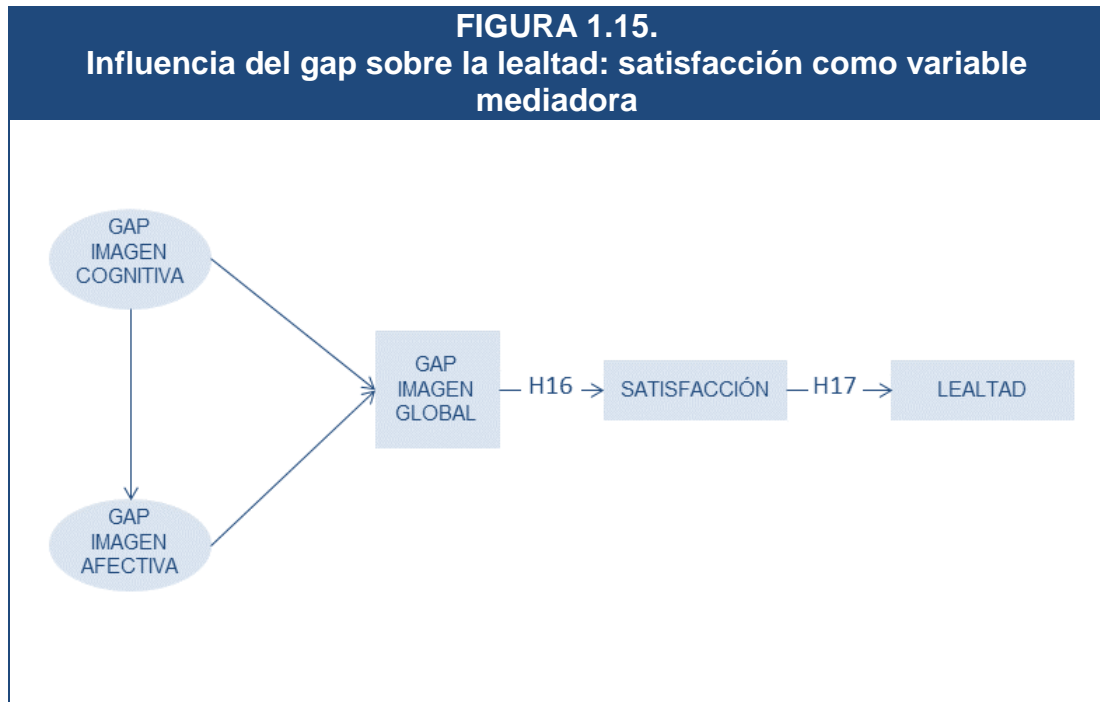 FIGURA 1.15.
Influencia del gap sobre la lealtad: satisfacción como variable
mediadora
GAP
IMAGEN
COGNITIVA
GAP
IMAGEN
GLOBAL
H16
SATISFACCIÓN
H17
LEALTAD
GAP
IMAGEN
AFECTIVA